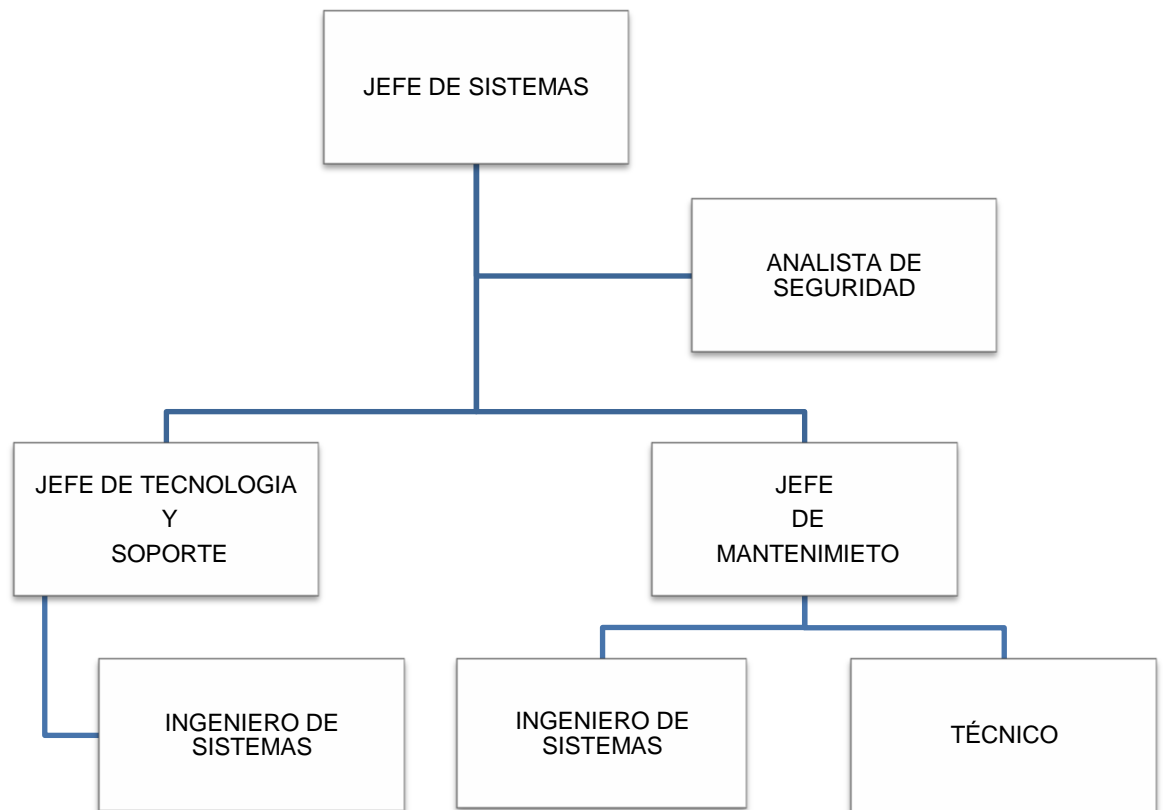 JEFE DE SISTEMAS
ANALISTA DE
SEGURIDAD
JEFE DE TECNOLOGIA
Y
SOPORTE
JEFE
DE
MANTENIMIETO
INGENIERO DE
SISTEMAS
INGENIERO DE
SISTEMAS
TÉCNICO